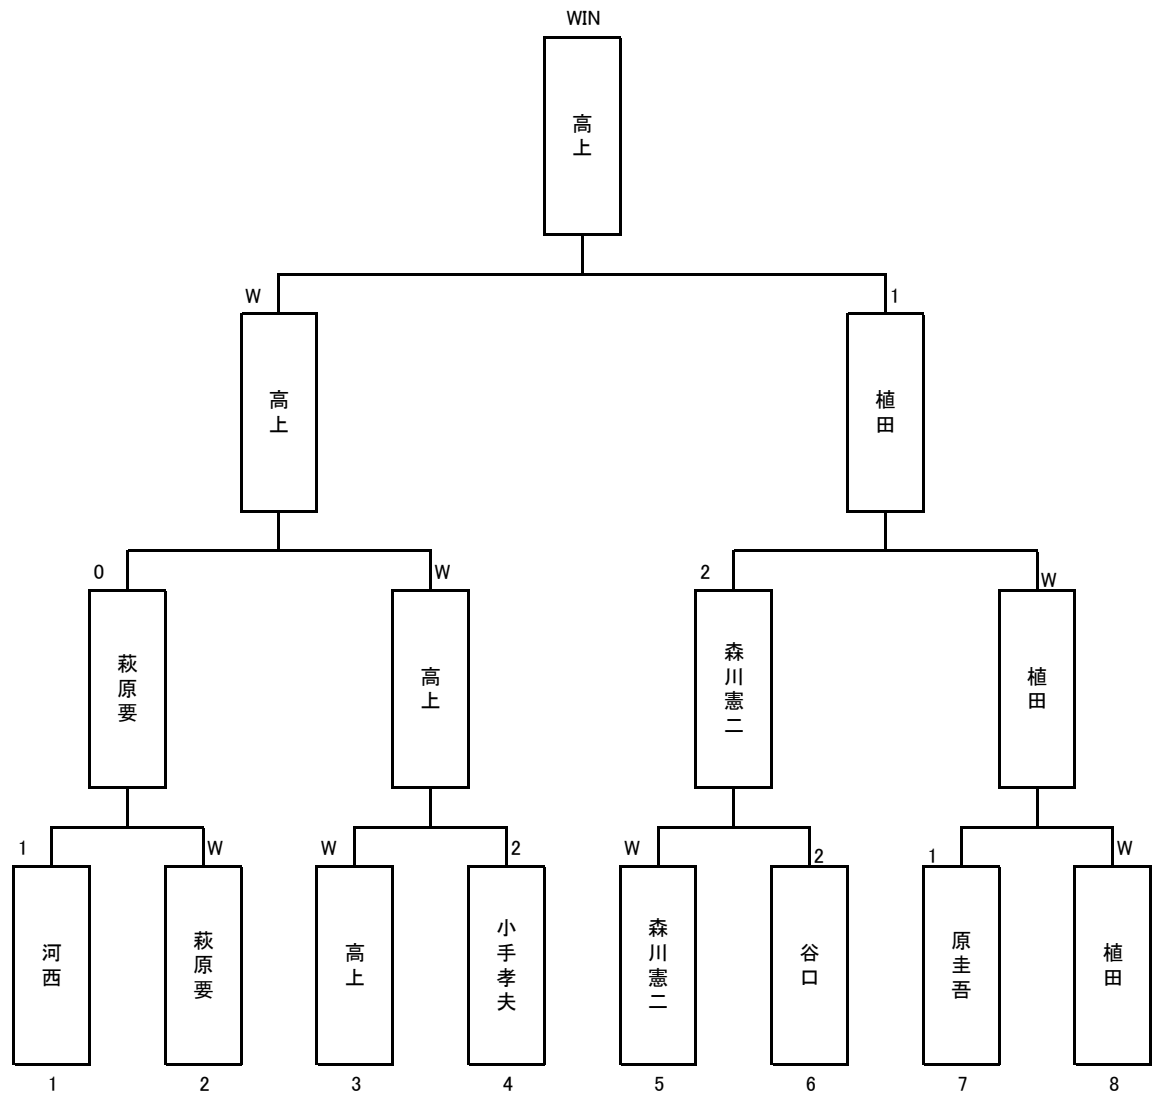 WIN
高上
W 1
高上 植田
0 W 2 W
萩原要 高上 森川憲二 植田
1 W W 2 W 2 1 W
河西 萩原要 高上 小手孝夫 森川憲二 谷口 原圭吾 植田
1 2 3 4 5 6 7 8